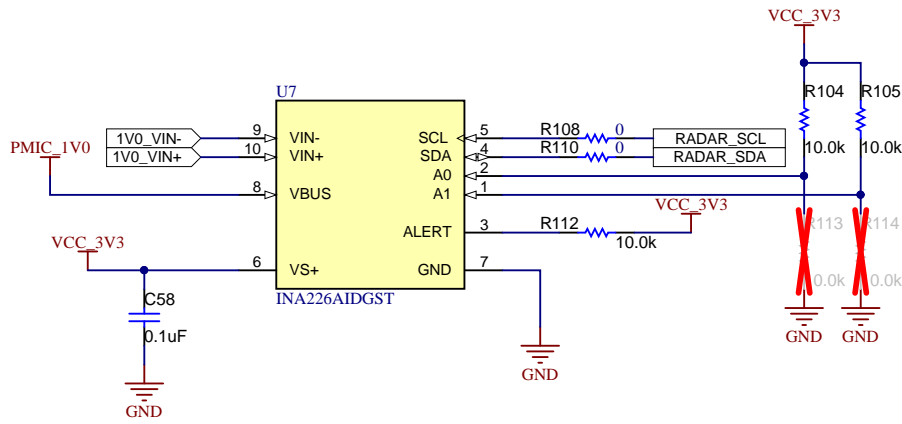 VCC_3V3
U7
R104
R105
1V0_VIN-
9
VIN-
SCL
5
R108
0
RADAR_SCL
PMIC_1V0
1V0_VIN+
10
VIN+
SDA
4
R110
0
RADAR_SDA
10.0k
10.0k
A0
2
8
VBUS
A1
1
VCC_3V3
ALERT
3
R112
10.0k
R113
R114
VCC_3V3
6
VS+
GND
7
0.0k
0.0k
INA226AIDGST
C58
0.1uF
GND
GND
GND
GND